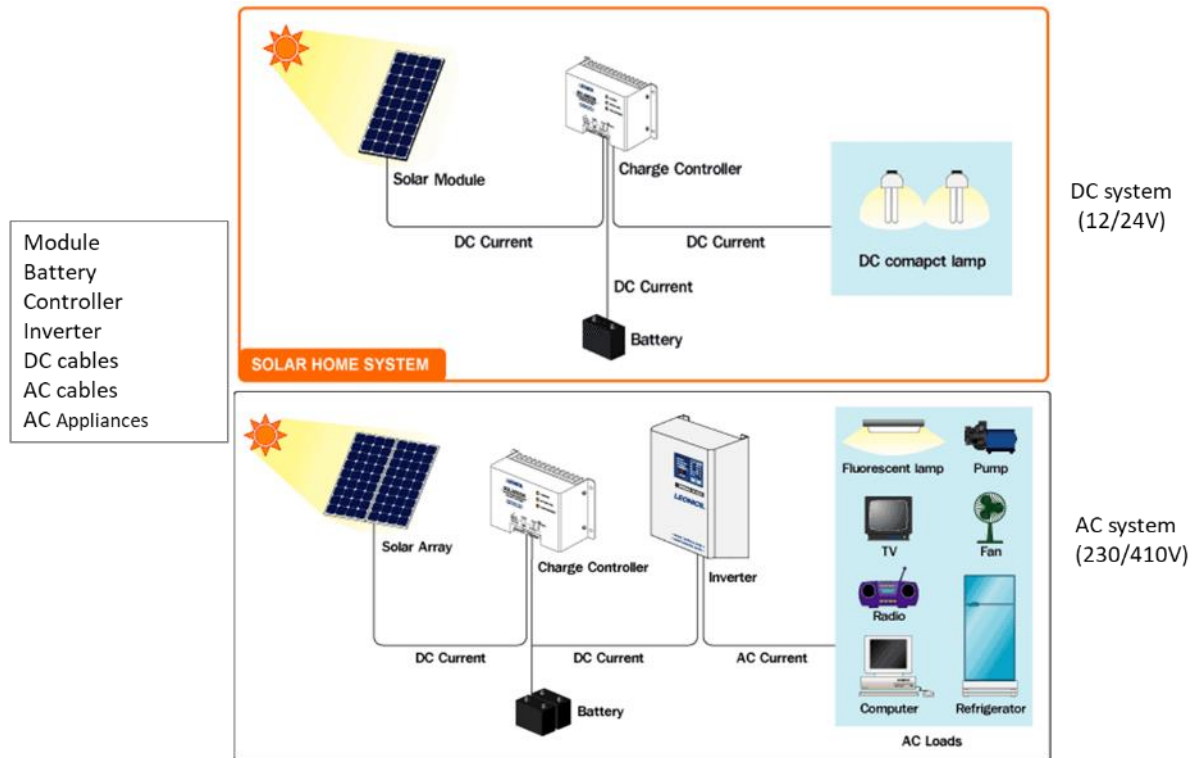 Module
Battery
Controller
Inverter
DC cables
AC cables
AC Appliances
Solar Module
Charge Controller
DC Current
DC Current
DC comapct lamp
DC Current
Battery
SOLAR HOME SYSTEM
DC system
(12/24V)
Solar Array
Charge Controller
LEONICS
Inverter
DC Current
DC Current
AC Current
Battery
Fluorescent lamp
Pump
TV
Fan
Radio
Computer
Refrigerator
AC Loads
AC system
(230/410V)